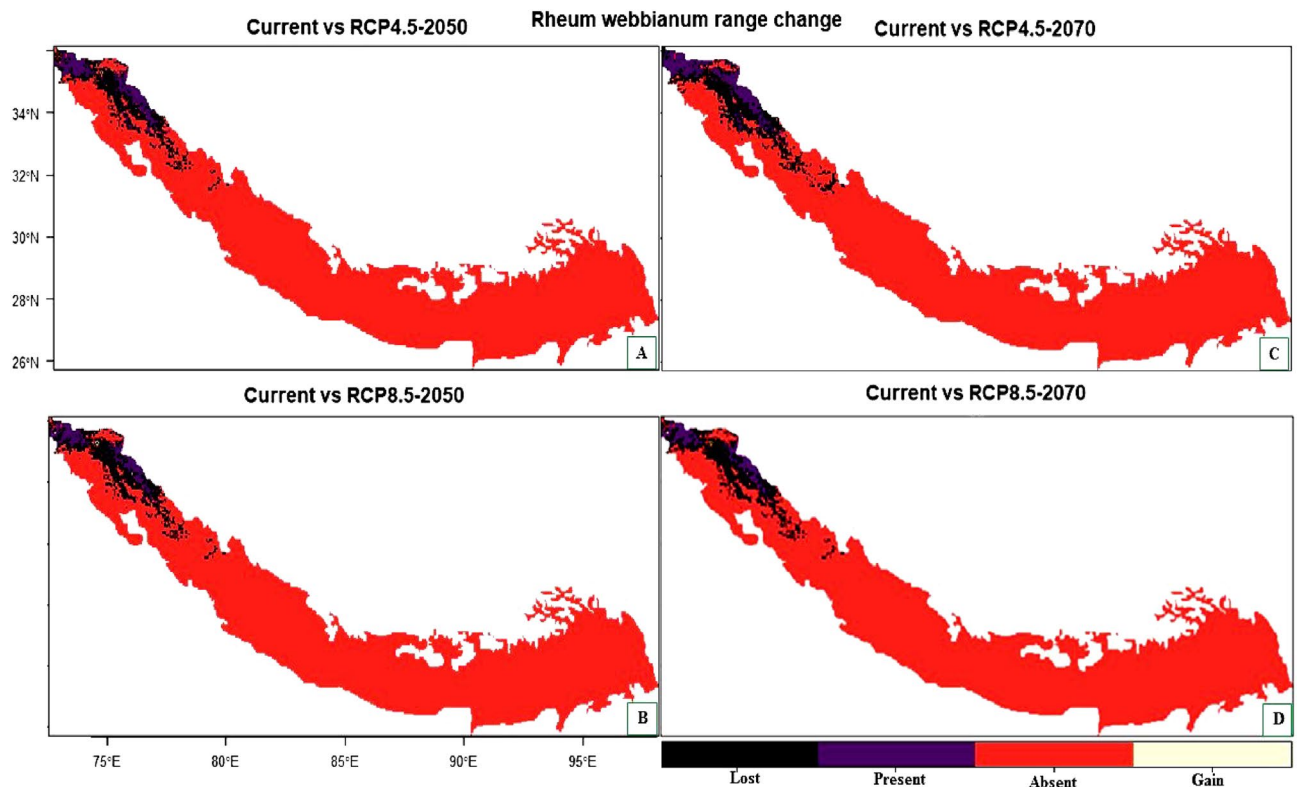 Rheum webbianum range change
Current vs RCP4.5-2050
Current vs RCP4.5-2070
34°N
32°N
30°N
28°N
26°N
A
C
Current vs RCP8.5-2050
Current vs RCP8.5-2070
B
D
75°E
80°E
85°E
90°E
95°E
Lost
Present
Absent
Gain